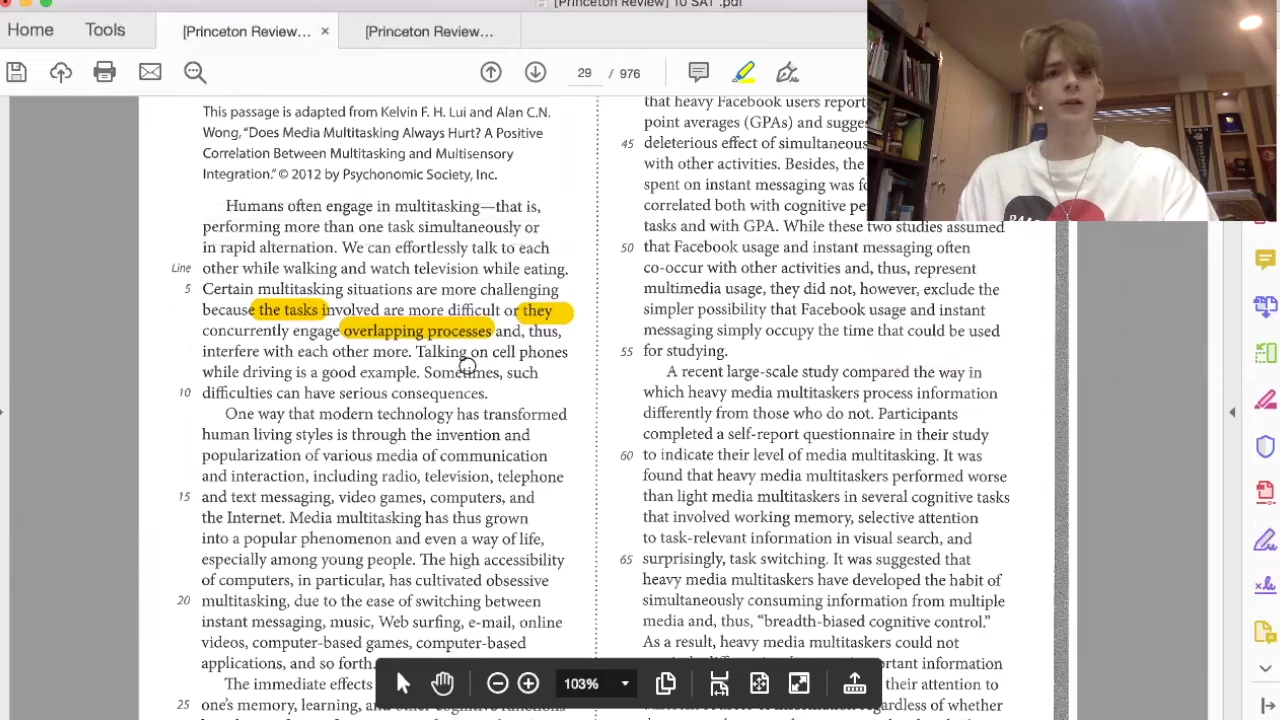 [Princeton Review] 10 SAT .pdf
Home
Tools
[Princeton Review...
×
[Princeton Review...
29 / 976
This passage is adapted from Kelvin F. H. Lui and Alan C.N.
Wong, “Does Media Multitasking Always Hurt? A Positive
Correlation Between Multitasking and Multisensory
Integration.” © 2012 by Psychonomic Society, Inc.
Humans often engage in multitasking—that is,
performing more than one task simultaneously or
in rapid alternation. We can effortlessly talk to each
Line other while walking and watch television while eating.
5 Certain multitasking situations are more challenging
because the tasks involved are more difficult or they
concurrently engage overlapping processes and, thus,
interfere with each other more. Talking on cell phones
while driving is a good example. Sometimes, such
10 difficulties can have serious consequences.
One way that modern technology has transformed
human living styles is through the invention and
popularization of various media of communication
and interaction, including radio, television, telephone
15 and text messaging, video games, computers, and
the Internet. Media multitasking has thus grown
into a popular phenomenon and even a way of life,
especially among young people. The high accessibility
of computers, in particular, has cultivated obsessive
20 multitasking, due to the ease of switching between
instant messaging, music, Web surfing, e-mail, online
videos, computer-based games, computer-based
applications, and so forth.
The immediate effects
25 one’s memory, learning, and other cognitive functions
that heavy Facebook users report
point averages (GPAs) and sugges
45 deleterious effect of simultaneous
with other activities. Besides, the
spent on instant messaging was fo
correlated both with cognitive pe
tasks and with GPA. While these two studies assumed
50 that Facebook usage and instant messaging often
co-occur with other activities and, thus, represent
multimedia usage, they did not, however, exclude the
simpler possibility that Facebook usage and instant
messaging simply occupy the time that could be used
55 for studying.
A recent large-scale study compared the way in
which heavy media multitaskers process information
differently from those who do not. Participants
completed a self-report questionnaire in their study
60 to indicate their level of media multitasking. It was
found that heavy media multitaskers performed worse
than light media multitaskers in several cognitive tasks
that involved working memory, selective attention
to task-relevant information in visual search, and
65 surprisingly, task switching. It was suggested that
heavy media multitaskers have developed the habit of
simultaneously consuming information from multiple
media and, thus, “breadth-biased cognitive control.”
As a result, heavy media multitaskers could not
information
their attention to
regardless of whether
103%